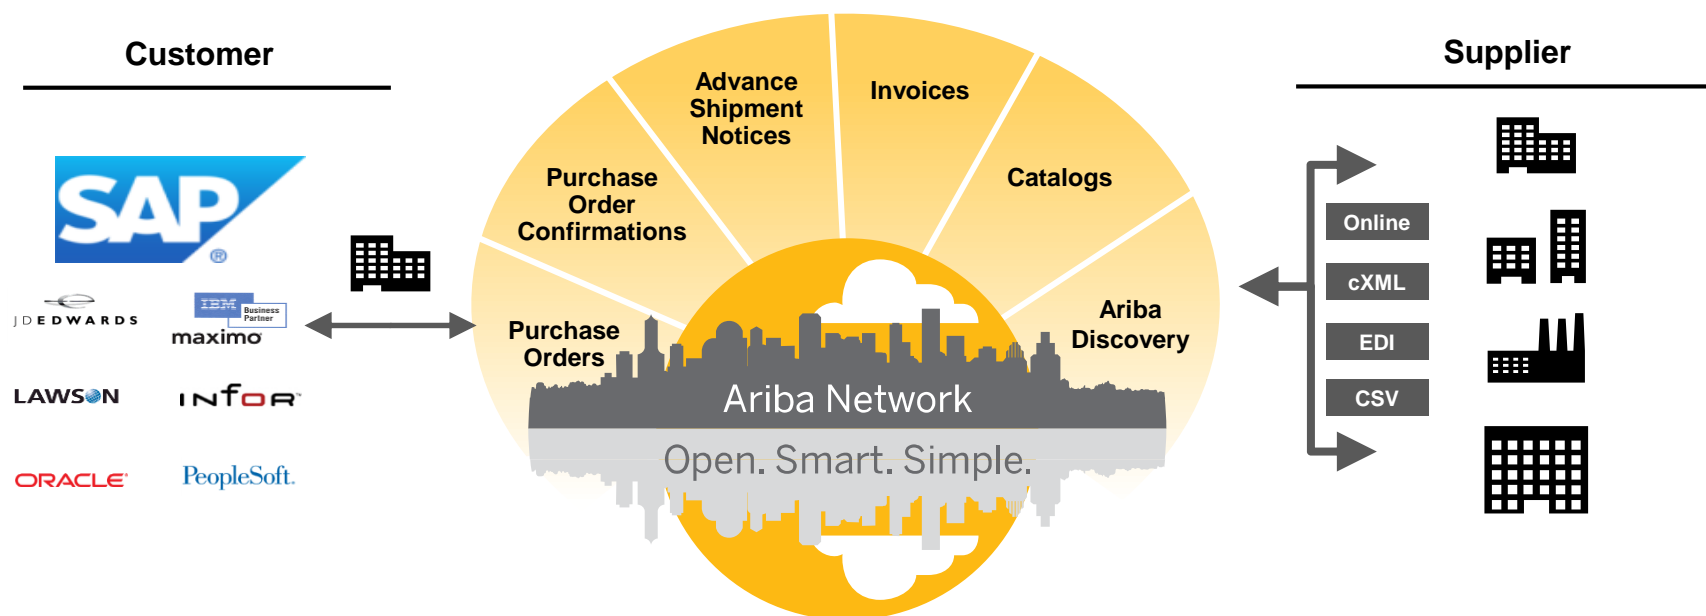 Customer
SAP
®
JDEDWARDS
IBM
Business
Partner
maximo
LAWSON
INFOR™
ORACLE®
PeopleSoft.
Purchase
Orders
Purchase
Order
Confirmations
Advance
Shipment
Notices
Invoices
Catalogs
Ariba
Discovery
Ariba Network
Open. Smart. Simple.
Supplier
Online
cXML
EDI
CSV